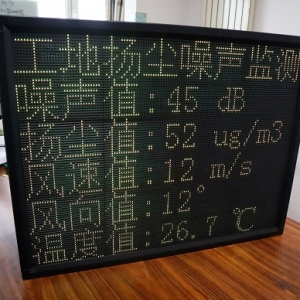 工地扬尘噪声监测
噪声值:45 dB
扬尘值:52 ug/m3
风速值:12 m/s
风向值:12°
温度值:26.7 ℃